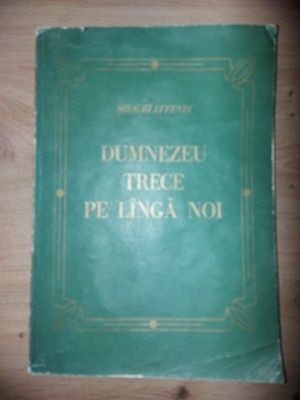 SHOGHI EFFENDI
DUMNEZEU
TRECE
PE LÎNGĂ NOI